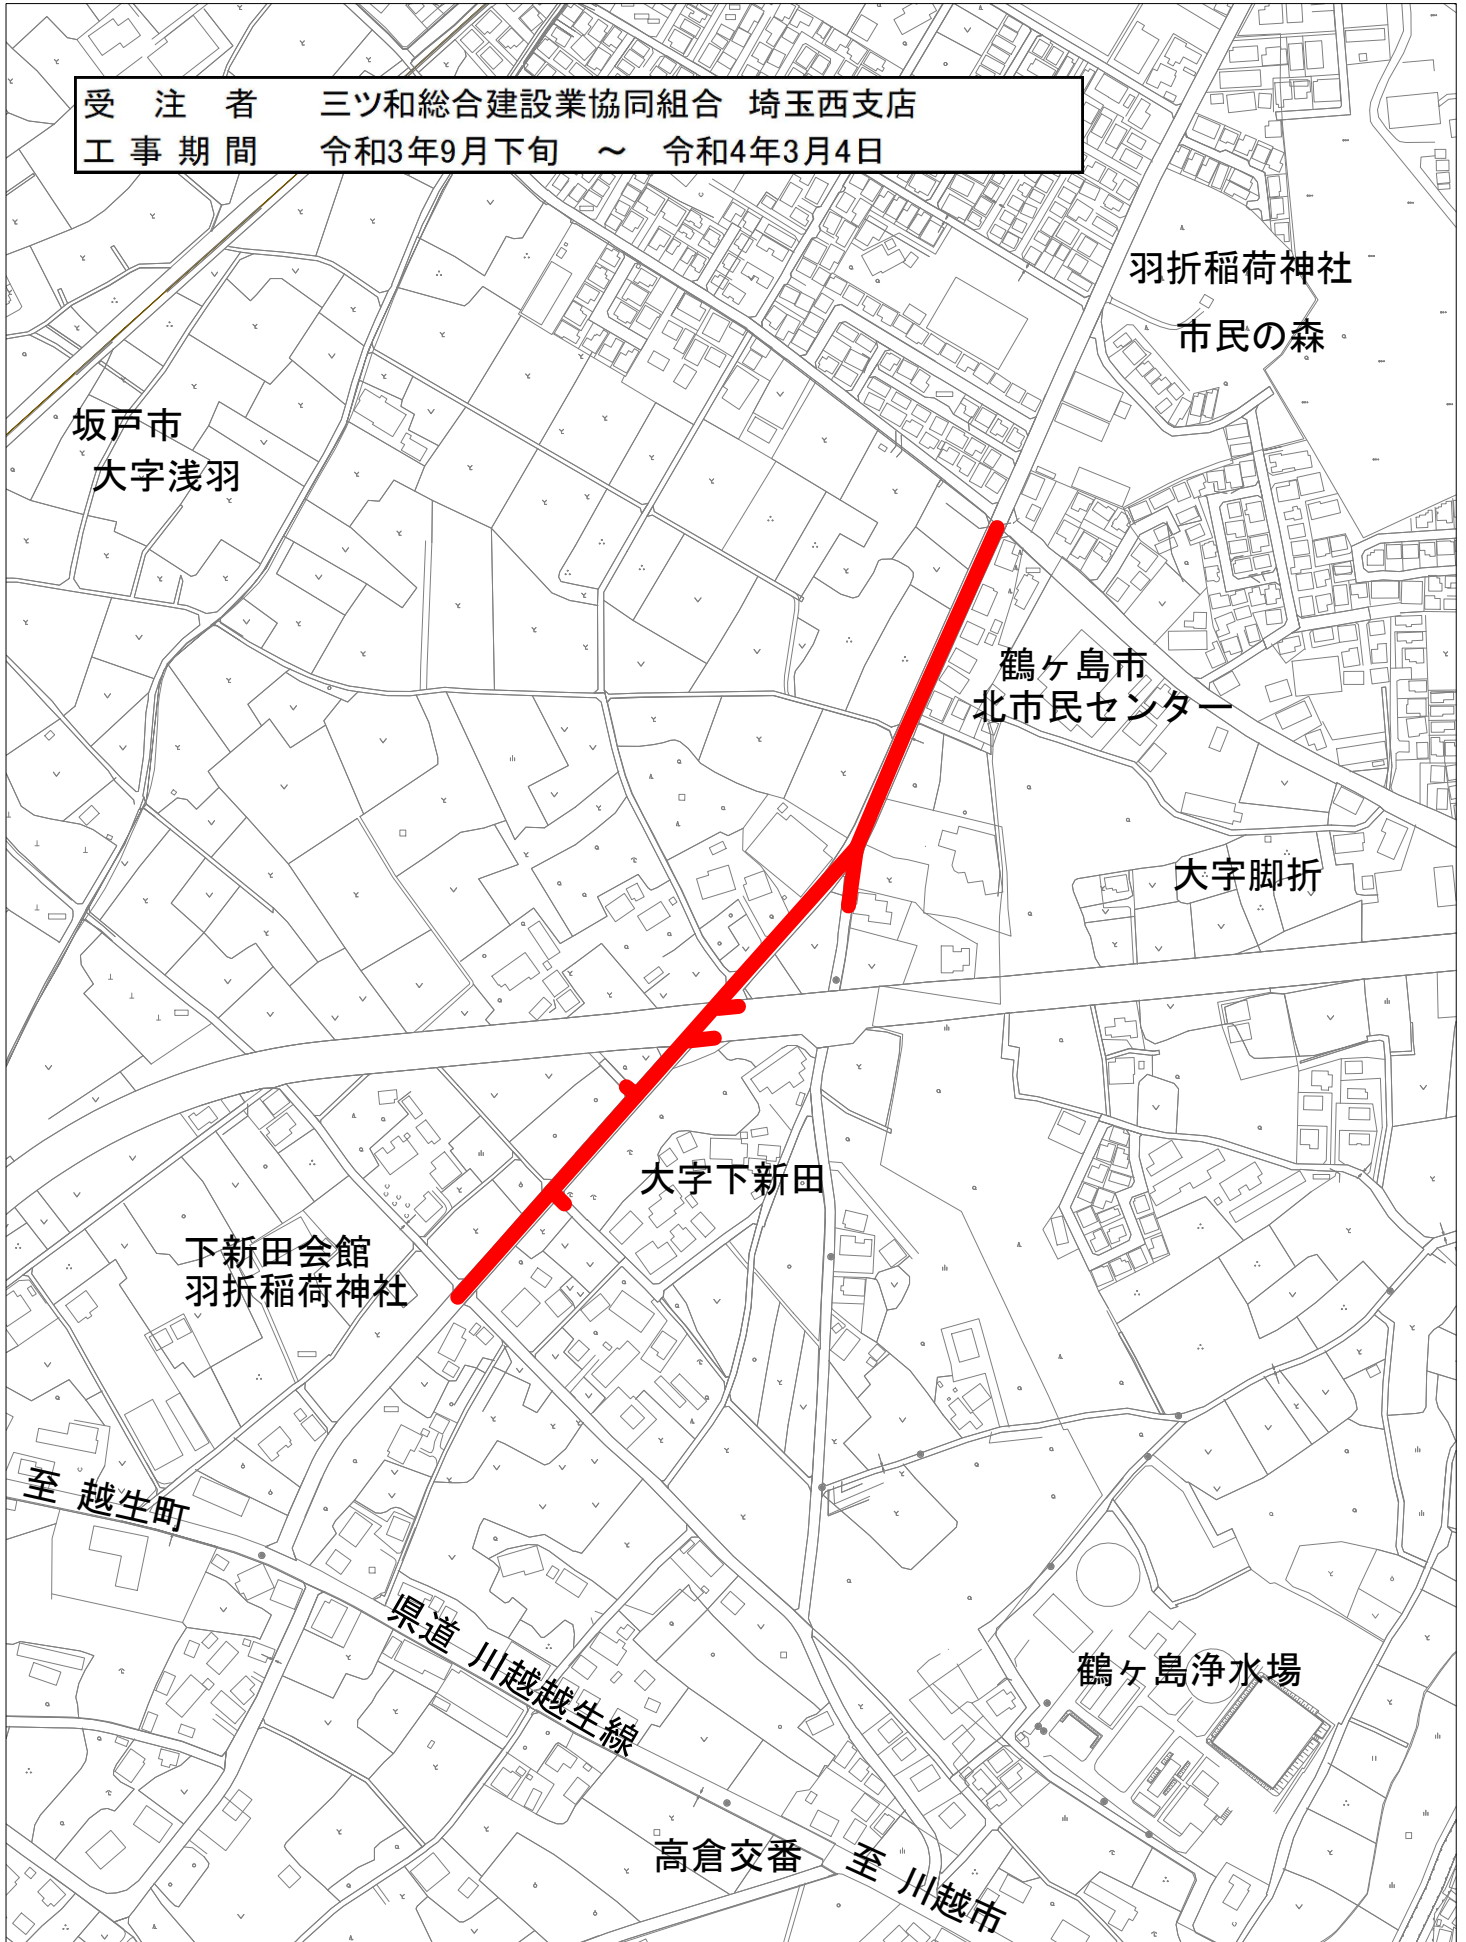 受 注 者 三ツ和総合建設業協同組合 埼玉西支店
工 事 期 間 令和3年9月下旬 ～ 令和4年3月4日
羽折稲荷神社
市民の森
坂戸市
大字浅羽
鶴ヶ島市
北市民センター
大字脚折
大字下新田
下新田会館
羽折稲荷神社
至 越生町
県道 川越越生線
鶴ヶ島浄水場
高倉交番
至 川越市